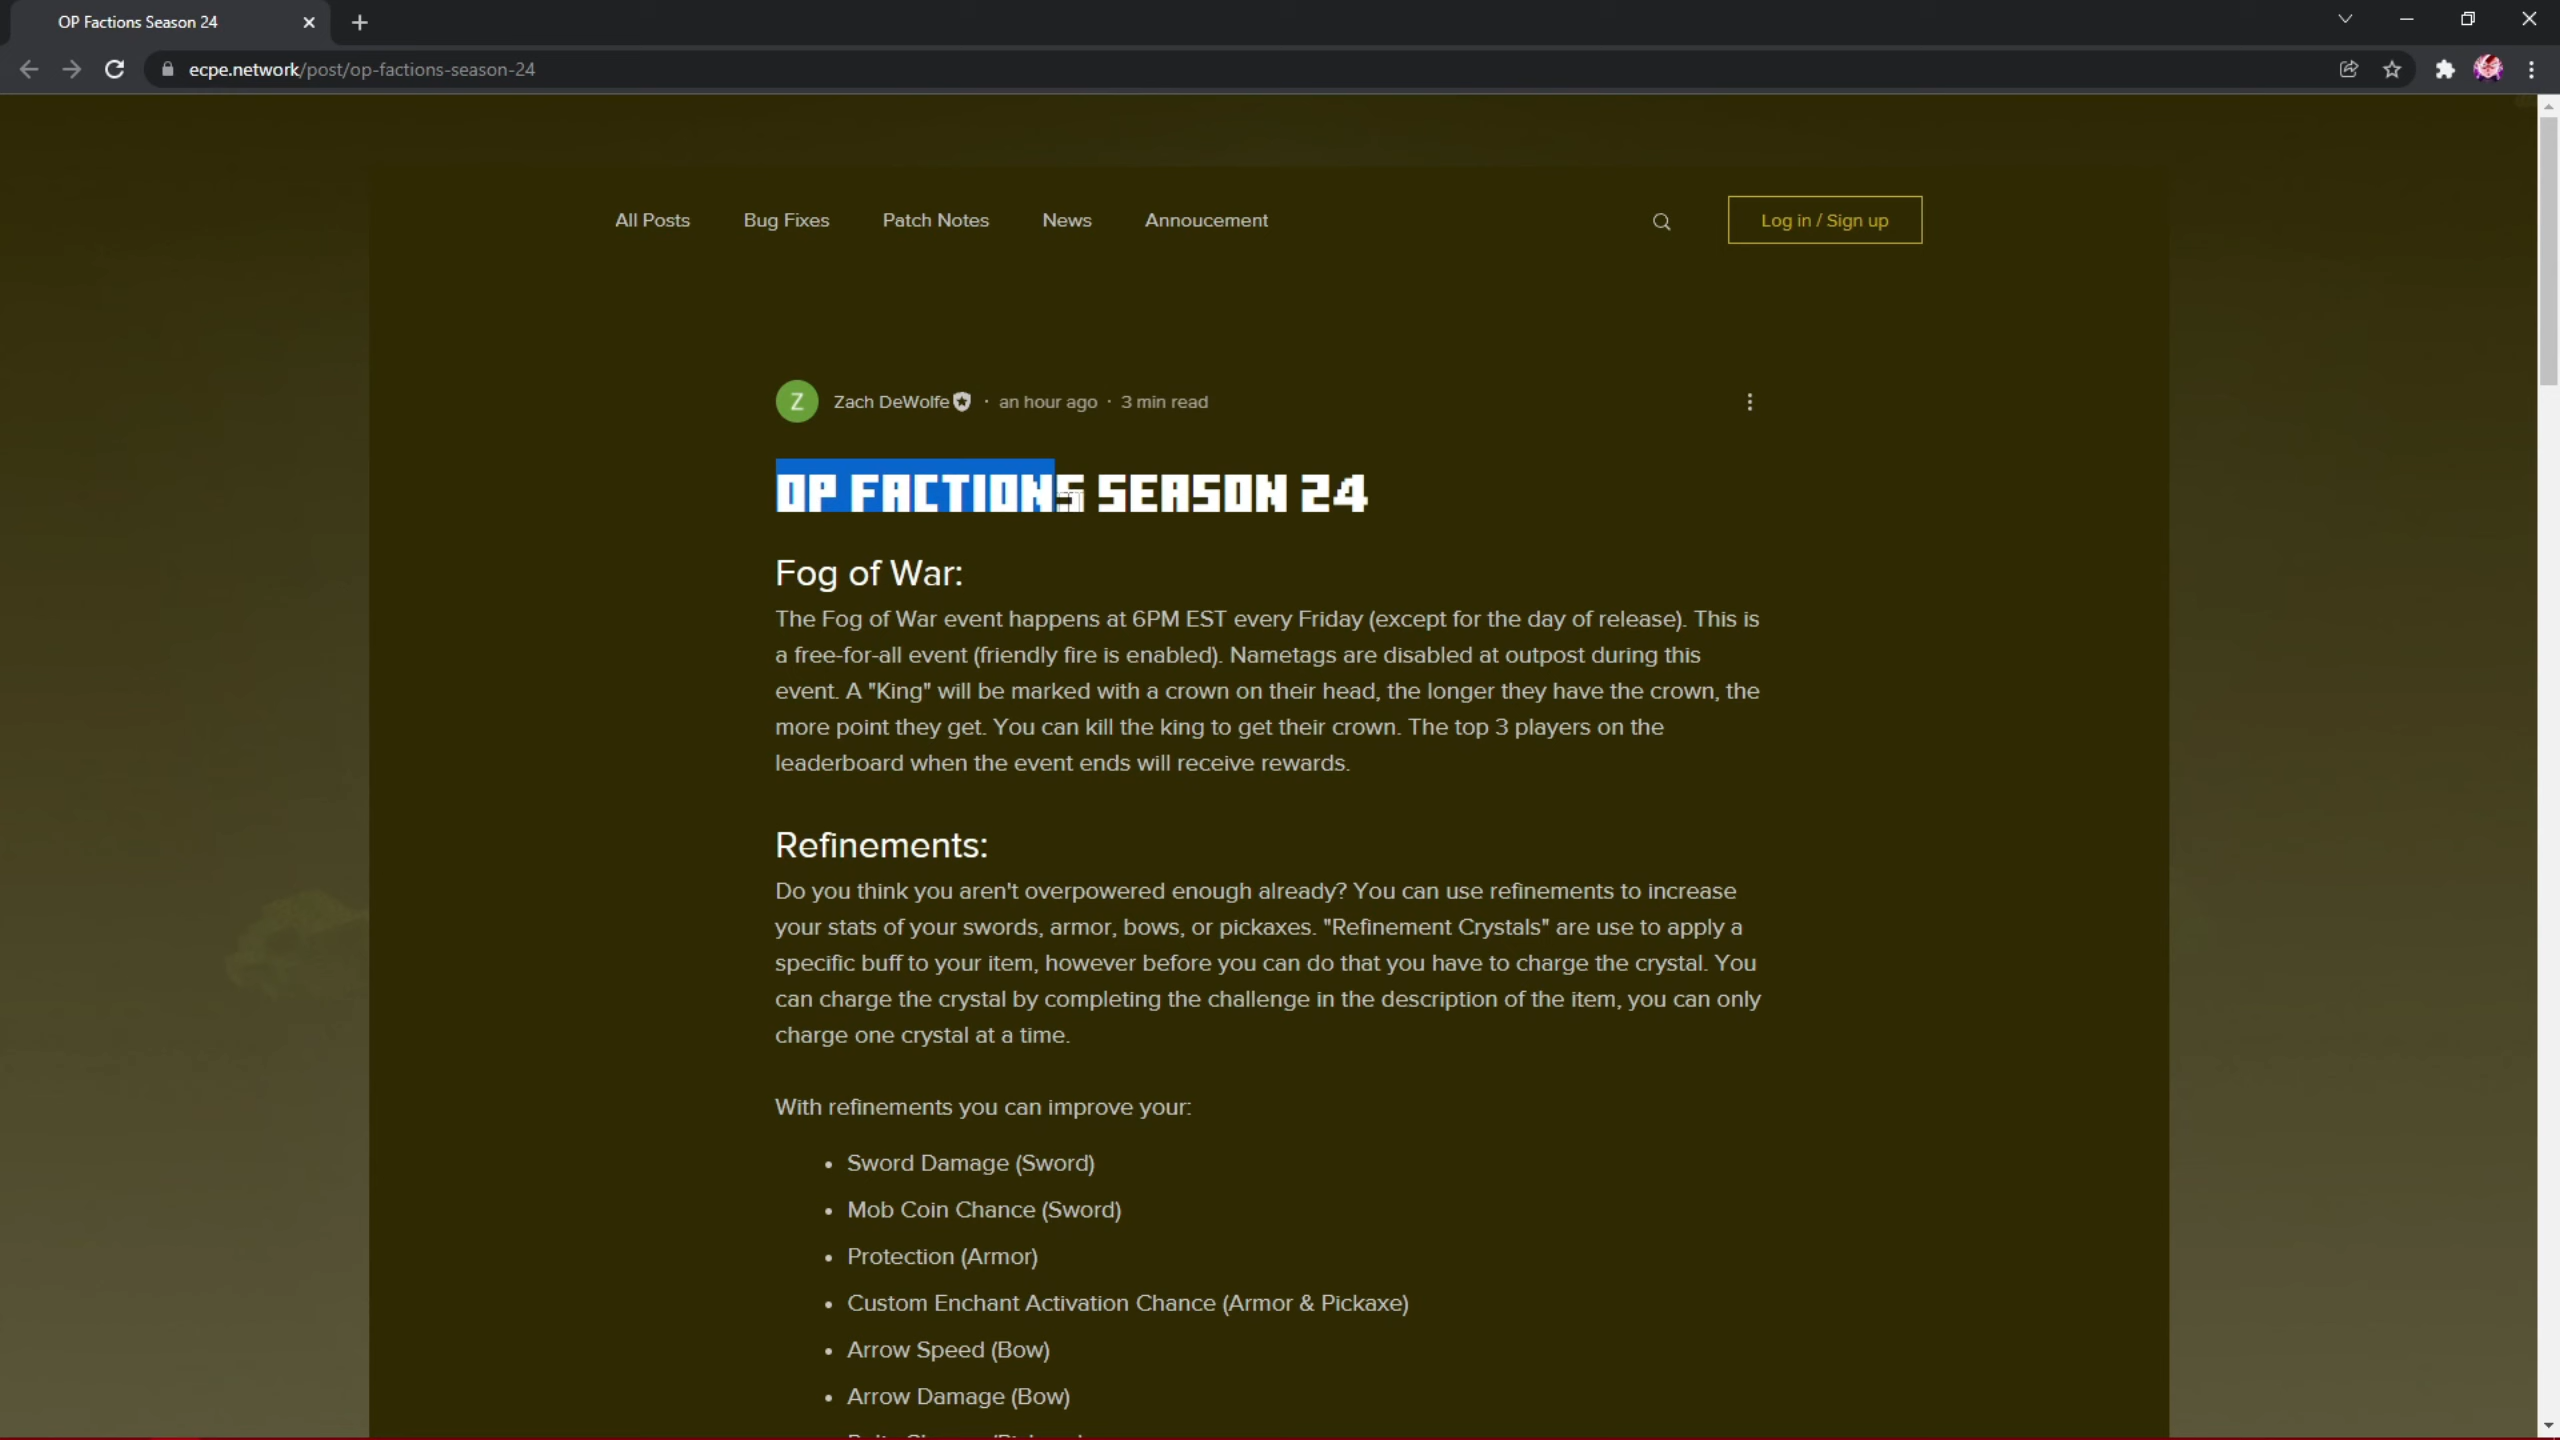 OP Factions Season 24
ecpe.network/post/op-factions-season-24
All Posts
Bug Fixes
Patch Notes
News
Annoucement
Log in / Sign up
Z
Zach DeWolfe · an hour ago · 3 min read
OP FACTIONS SEASON 24
Fog of War:
The Fog of War event happens at 6PM EST every Friday (except for the day of release). This is
a free-for-all event (friendly fire is enabled). Nametags are disabled at outpost during this
event. A "King" will be marked with a crown on their head, the longer they have the crown, the
more point they get. You can kill the king to get their crown. The top 3 players on the
leaderboard when the event ends will receive rewards.
Refinements:
Do you think you aren't overpowered enough already? You can use refinements to increase
your stats of your swords, armor, bows, or pickaxes. "Refinement Crystals" are use to apply a
specific buff to your item, however before you can do that you have to charge the crystal. You
can charge the crystal by completing the challenge in the description of the item, you can only
charge one crystal at a time.
With refinements you can improve your:
• Sword Damage (Sword)
• Mob Coin Chance (Sword)
• Protection (Armor)
• Custom Enchant Activation Chance (Armor & Pickaxe)
• Arrow Speed (Bow)
• Arrow Damage (Bow)